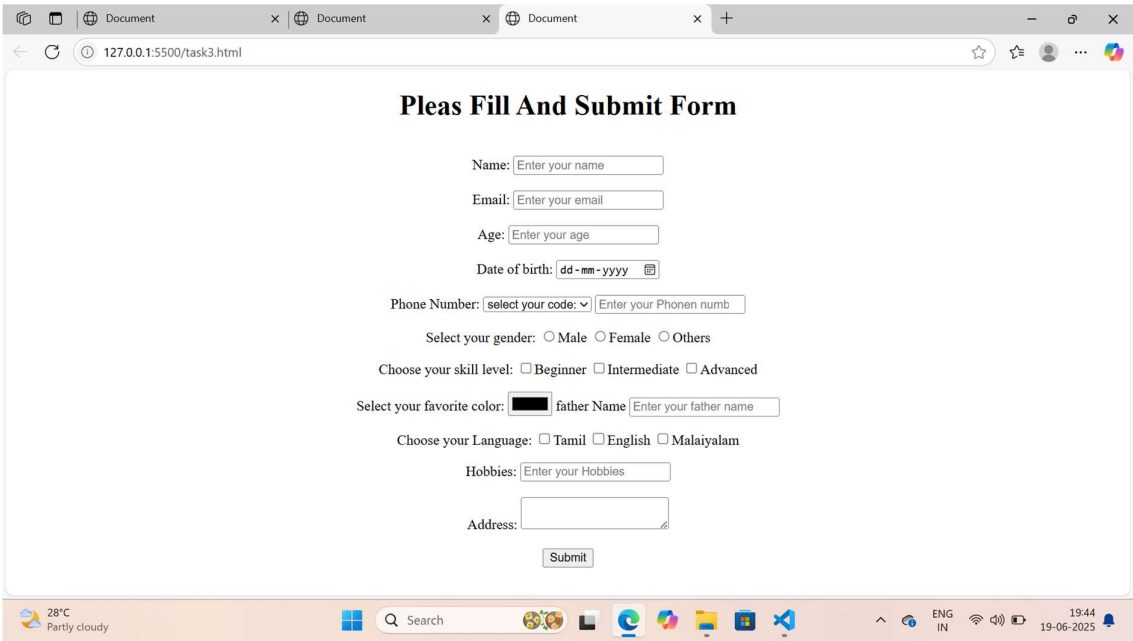 Document Document Document
127.0.0.1:5500/task3.html
Pleas Fill And Submit Form
Name: Enter your name
Email: Enter your email
Age: Enter your age
Date of birth: dd-mm-yyyy
Phone Number: select your code: Enter your Phonen numb
Select your gender: Male Female Others
Choose your skill level: Beginner Intermediate Advanced
Select your favorite color: father Name Enter your father name
Choose your Language: Tamil English Malaiyalam
Hobbies: Enter your Hobbies
Address:
Submit
28°C
Partly cloudy
Search
ENG
IN
19:44
19-06-2025